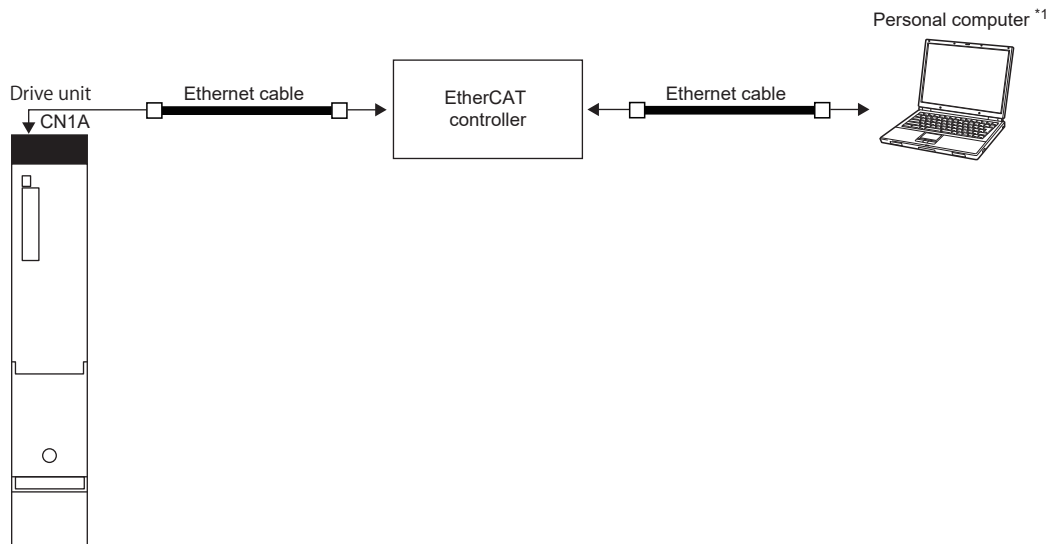 Personal computer *1
Drive unit
CN1A
Ethernet cable
EtherCAT
controller
Ethernet cable